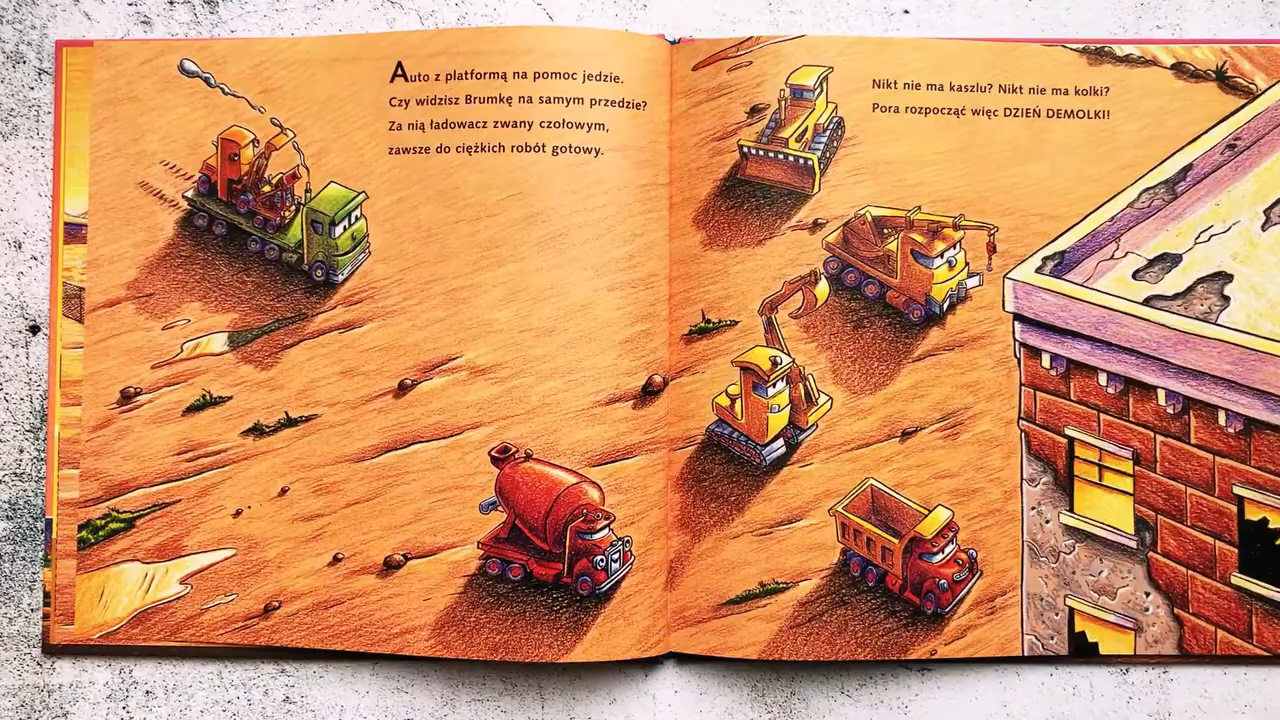 Auto z platformą na pomoc jedzie.
Czy widzisz Brumkę na samym przedzie?
Za nią ładowacz zwany czołowym,
zawsze do ciężkich robót gotowy.
Nikt nie ma kaszlu? Nikt nie ma kolki?
Pora rozpocząć więc DZIEŃ DEMOLKI!